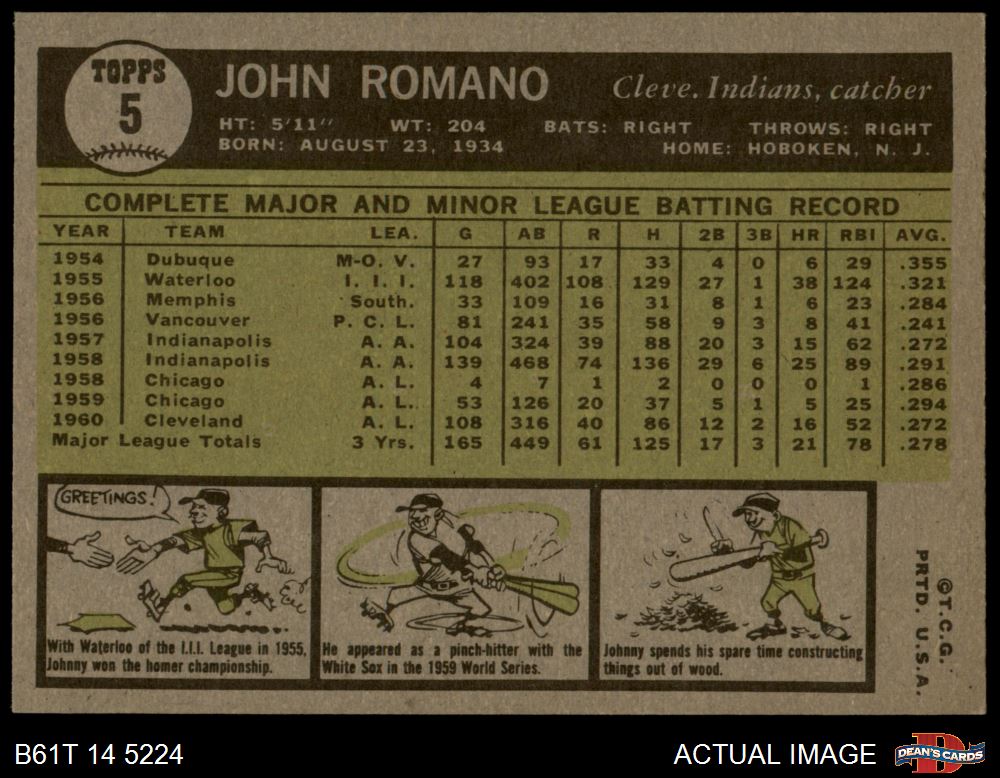 TOPPS
5
JOHN ROMANO
Cleve. Indians, catcher
HT: 5'11" WT: 204 BATS: RIGHT THROWS: RIGHT
BORN: AUGUST 23, 1934 HOME: HOBOKEN, N. J.
COMPLETE MAJOR AND MINOR LEAGUE BATTING RECORD
YEAR TEAM LEA. G AB R H 2B 3B HR RBI AVG.
1954 Dubuque M-O. V. 27 93 17 33 4 0 6 29 .355
1955 Waterloo I. I. I. 118 402 108 129 27 1 38 124 .321
1956 Memphis South. 33 109 16 31 8 1 6 23 .284
1956 Vancouver P. C. L. 81 241 35 58 9 3 8 41 .241
1957 Indianapolis A. A. 104 324 39 88 20 3 15 62 .272
1958 Indianapolis A. A. 139 468 74 136 29 6 25 89 .291
1958 Chicago A. L. 4 7 1 2 0 0 0 1 .286
1959 Chicago A. L. 53 126 20 37 5 1 5 25 .294
1960 Cleveland A. L. 108 316 40 86 12 2 16 52 .272
Major League Totals 3 Yrs. 165 449 61 125 17 3 21 78 .278
GREETINGS!
With Waterloo of the I.I.I. League in 1955,
Johnny won the homer championship.
He appeared as a pinch-hitter with the
White Sox in the 1959 World Series.
Johnny spends his spare time constructing
things out of wood.
©T.C.G.
PRTD. U.S.A.
B61T 14 5224
ACTUAL IMAGE
D
DEAN'S CARDS